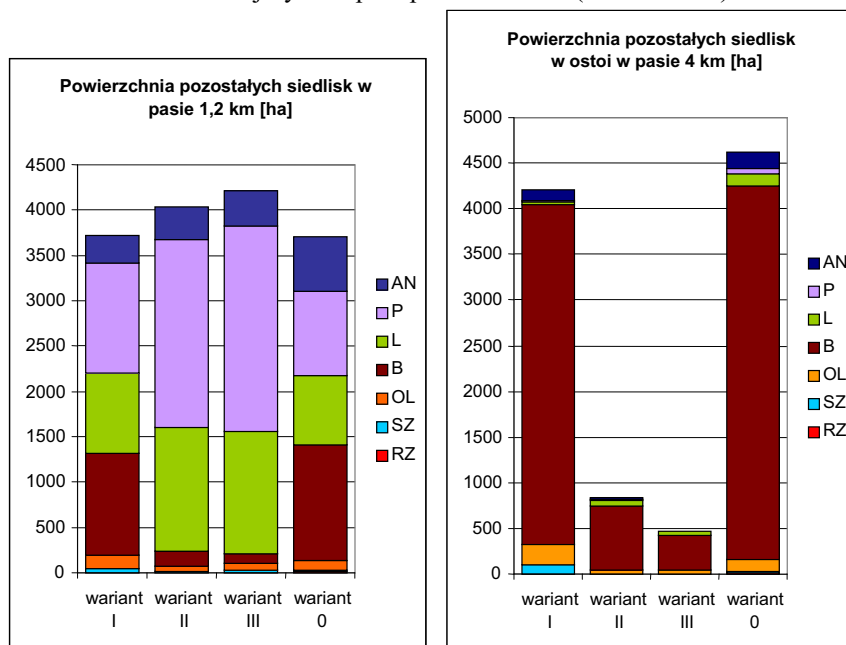 Powierzchnia pozostałych siedlisk w
pasie 1,2 km [ha]
4500
4000
3500
3000
2500
2000
1500
1000
500
0
wariant I
wariant II
wariant III
wariant 0
AN
P
L
B
OL
SZ
RZ
Powierzchnia pozostałych siedlisk
w ostoi w pasie 4 km [ha]
5000
4500
4000
3500
3000
2500
2000
1500
1000
500
0
wariant I
wariant II
wariant III
wariant 0
AN
P
L
B
OL
SZ
RZ